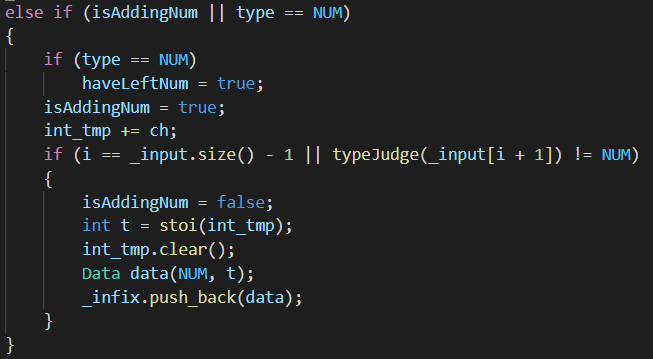 else if (isAddingNum || type == NUM)
{
    if (type == NUM)
        haveLeftNum = true;
    isAddingNum = true;
    int_tmp += ch;
    if (i == _input.size() - 1 || typeJudge(_input[i + 1]) != NUM)
    {
        isAddingNum = false;
        int t = stoi(int_tmp);
        int_tmp.clear();
        Data data(NUM, t);
        _infix.push_back(data);
    }
}